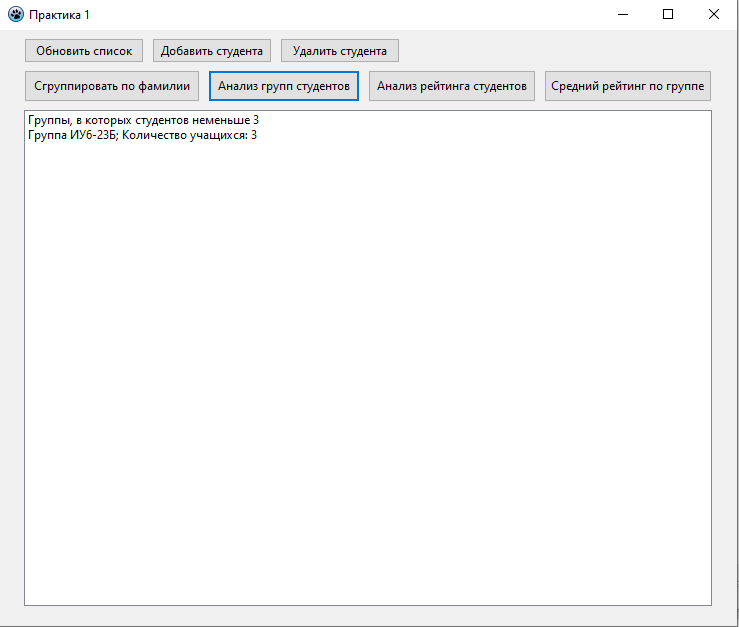 Практика 1
Обновить список Добавить студента Удалить студента
Сгруппировать по фамилии Анализ групп студентов Анализ рейтинга студентов Средний рейтинг по группе
Группы, в которых студентов неменьше 3
Группа ИУ6-23Б; Количество учащихся: 3